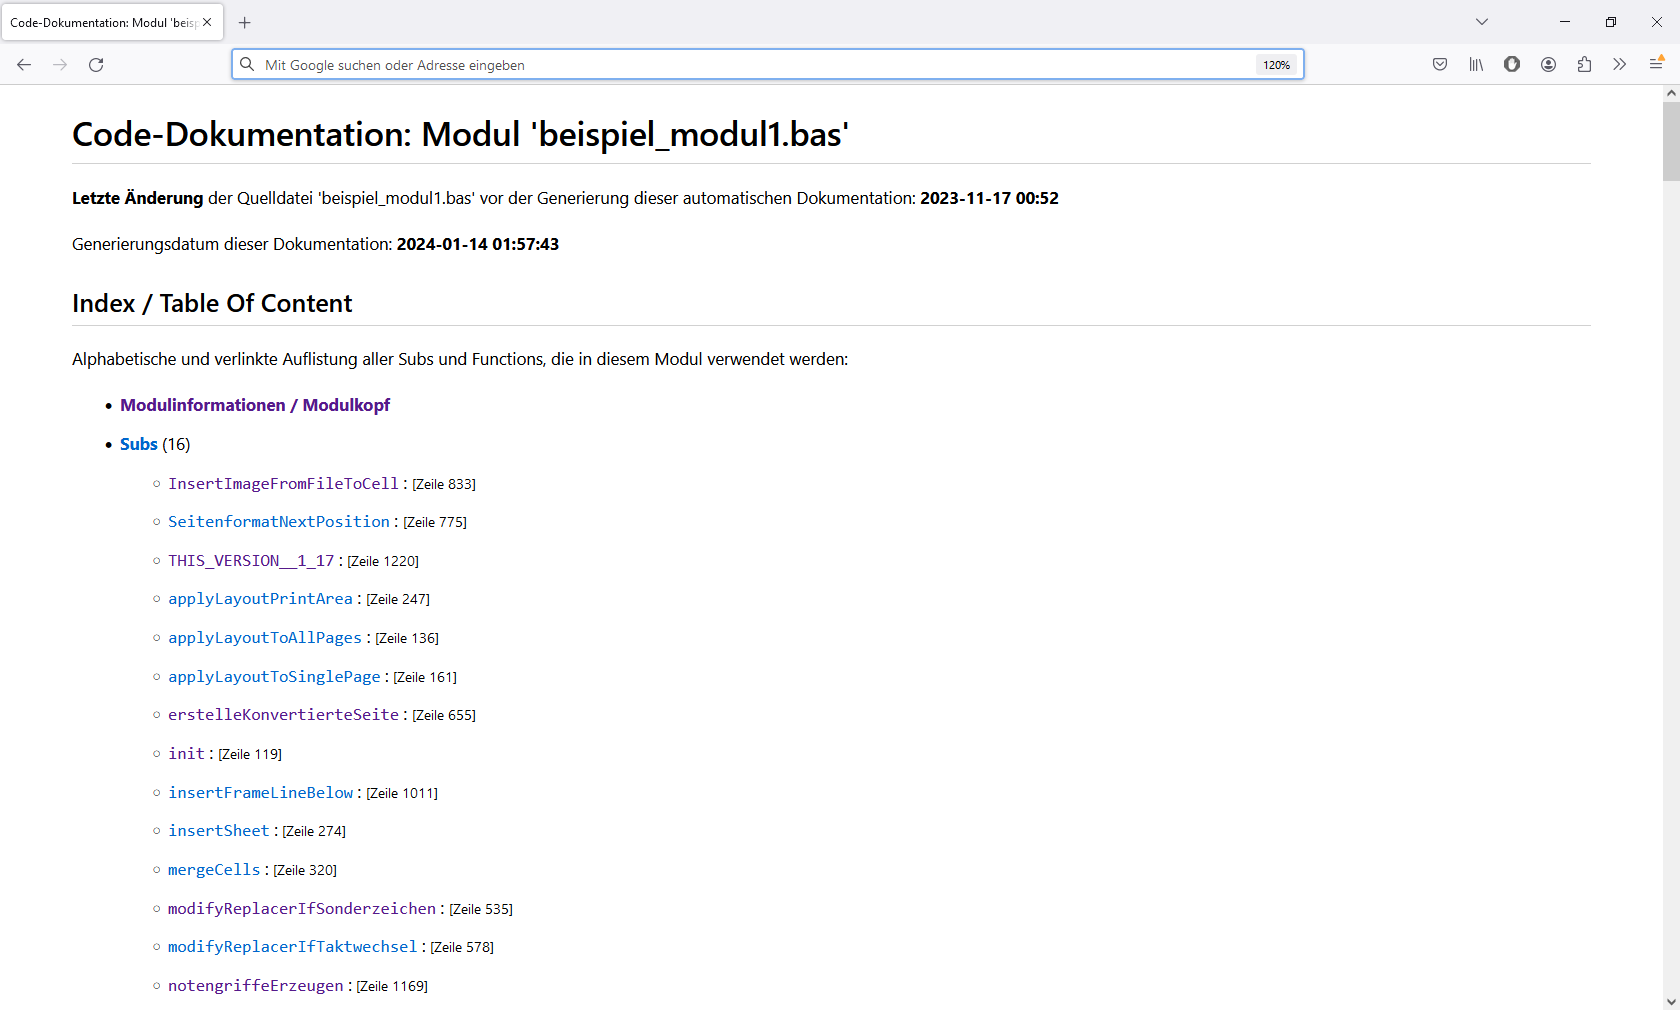 Code-Dokumentation: Modul 'beis
Mit Google suchen oder Adresse eingeben
120%
Code-Dokumentation: Modul 'beispiel_modul1.bas'
Letzte Änderung der Quelldatei 'beispiel_modul1.bas' vor der Generierung dieser automatischen Dokumentation: 2023-11-17 00:52
Generierungsdatum dieser Dokumentation: 2024-01-14 01:57:43
Index / Table Of Content
Alphabetische und verlinkte Auflistung aller Subs und Functions, die in diesem Modul verwendet werden:
• Modulinformationen / Modulkopf
• Subs (16)
○ InsertImageFromFileToCell : [Zeile 833]
○ SeitenformatNextPosition : [Zeile 775]
○ THIS_VERSION__1_17 : [Zeile 1220]
○ applyLayoutPrintArea : [Zeile 247]
○ applyLayoutToAllPages : [Zeile 136]
○ applyLayoutToSinglePage : [Zeile 161]
○ erstelleKonvertierteSeite : [Zeile 655]
○ init : [Zeile 119]
○ insertFrameLineBelow : [Zeile 1011]
○ insertSheet : [Zeile 274]
○ mergeCells : [Zeile 320]
○ modifyReplacerIfSonderzeichen : [Zeile 535]
○ modifyReplacerIfTaktwechsel : [Zeile 578]
○ notengriffeErzeugen : [Zeile 1169]